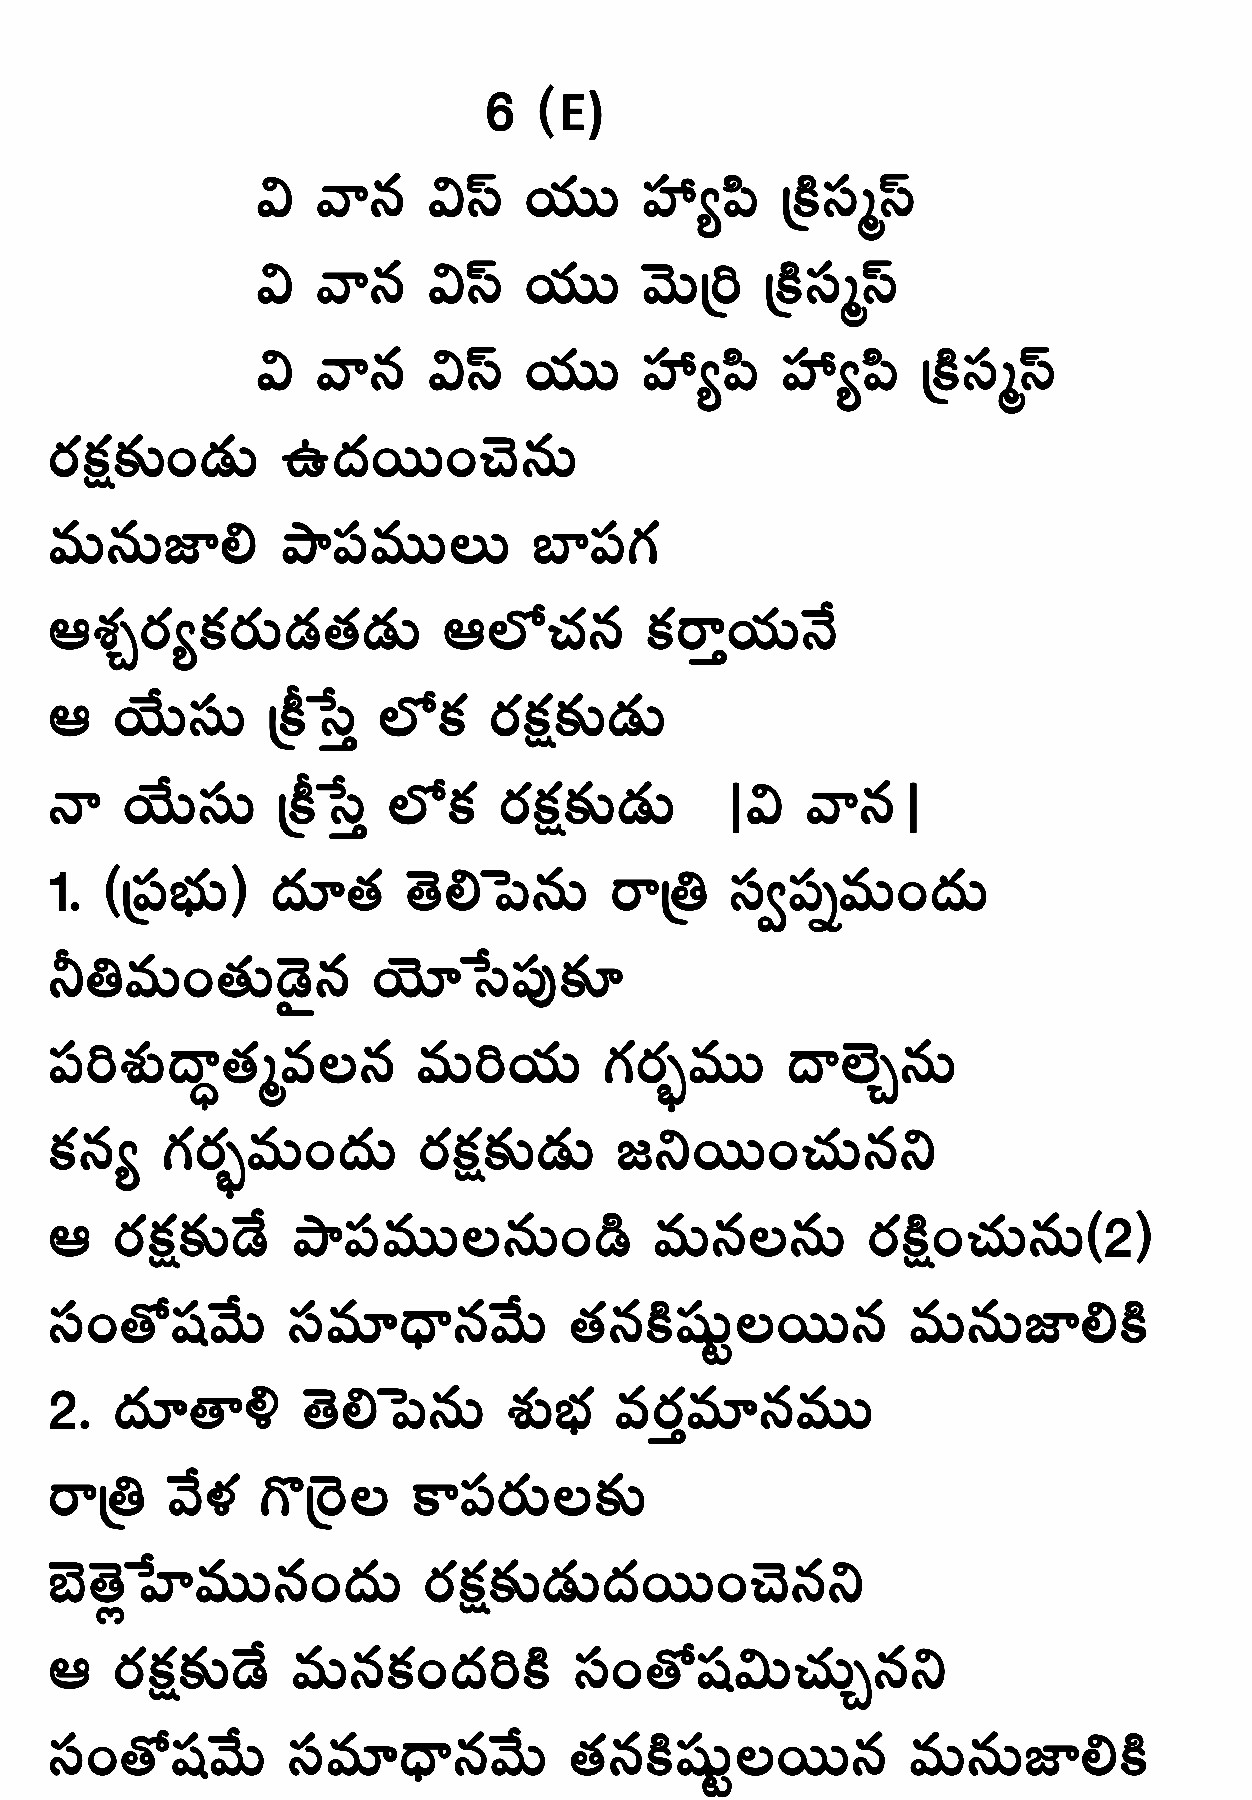 6 (E)
వి వాన విస్ యు హ్యాపి క్రిస్మస్
వి వాన విస్ యు మెర్రి క్రిస్మస్
వి వాన విస్ యు హ్యాపి హ్యాపి క్రిస్మస్
రక్షకుండు ఉదయించెను
మనుజాలి పాపములు బాపగ
ఆశ్చర్యకరుడతడు ఆలోచన కర్తాయనే
ఆ యేసు క్రీస్తే లోక రక్షకుడు
నా యేసు క్రీస్తే లోక రక్షకుడు |వి వాన|
1. (ప్రభు) దూత తెలిపెను రాత్రి స్వప్నమందు
నీతిమంతుడైన యోసేపుకూ
పరిశుద్ధాత్మవలన మరియ గర్భము దాల్చెను
కన్య గర్భమందు రక్షకుడు జనియించునని
ఆ రక్షకుడే పాపములనుండి మనలను రక్షించును(2)
సంతోషమే సమాధానమే తనకిష్టులయిన మనుజాలికి
2. దూతాళి తెలిపెను శుభ వర్తమానము
రాత్రి వేళ గొర్రెల కాపరులకు
బెత్లెహేమునందు రక్షకుడుదయించెనని
ఆ రక్షకుడే మనకందరికి సంతోషమిచ్చునని
సంతోషమే సమాధానమే తనకిష్టులయిన మనుజాలికి